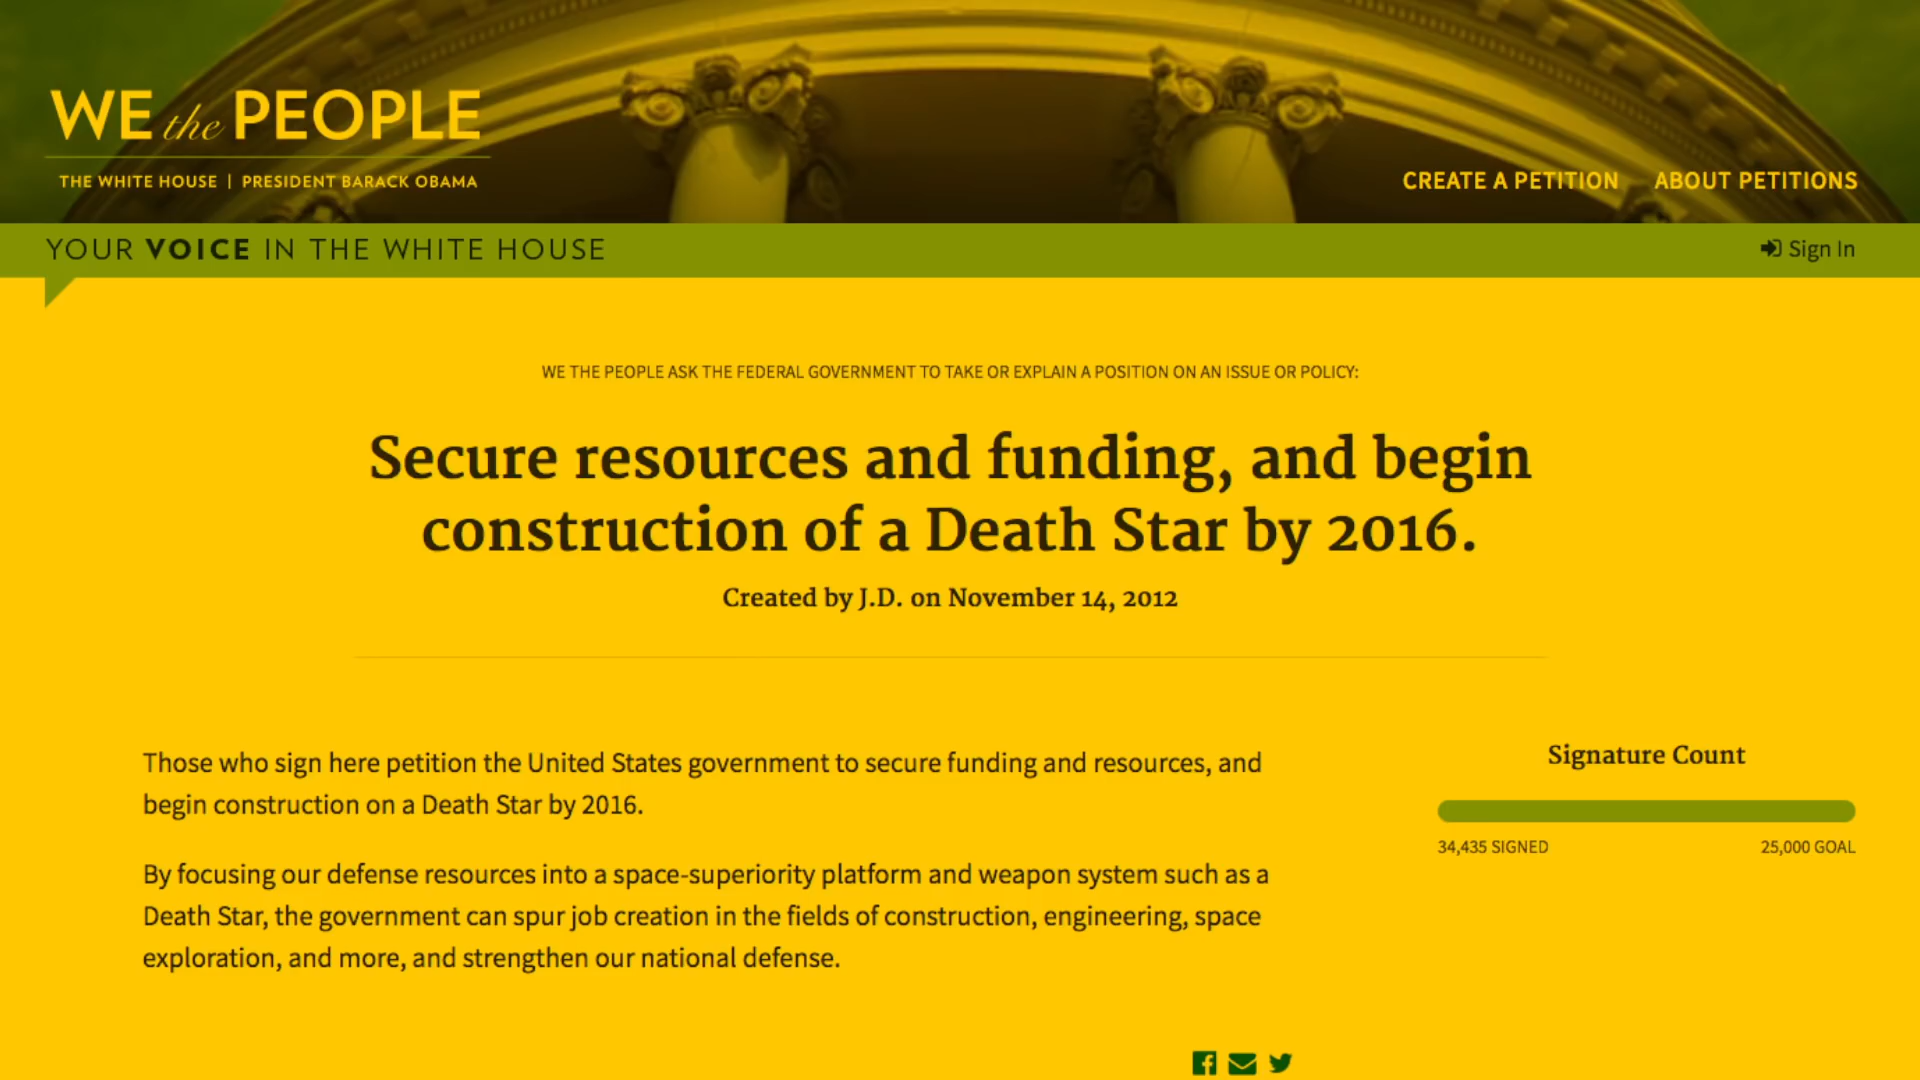 WE the PEOPLE
THE WHITE HOUSE | PRESIDENT BARACK OBAMA
CREATE A PETITION
ABOUT PETITIONS
YOUR VOICE IN THE WHITE HOUSE
Sign In
WE THE PEOPLE ASK THE FEDERAL GOVERNMENT TO TAKE OR EXPLAIN A POSITION ON AN ISSUE OR POLICY:
Secure resources and funding, and begin
construction of a Death Star by 2016.
Created by J.D. on November 14, 2012
Those who sign here petition the United States government to secure funding and resources, and
begin construction on a Death Star by 2016.
By focusing our defense resources into a space-superiority platform and weapon system such as a
Death Star, the government can spur job creation in the fields of construction, engineering, space
exploration, and more, and strengthen our national defense.
Signature Count
34,435 SIGNED
25,000 GOAL